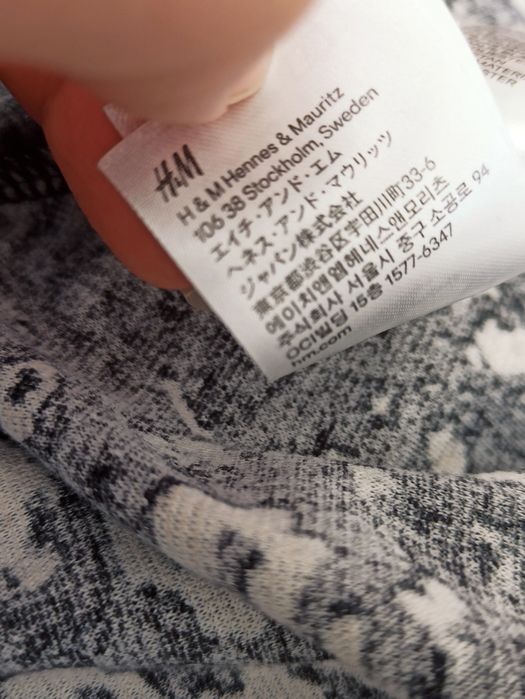 H&M
H & M Hennes & Mauritz
106 38 Stockholm, Sweden
エイチ・アンド・エム
ヘネス・アンド・マウリッツ
ジャパン株式会社
東京都渋谷区宇田川町33-6
에이치앤엠헤네스앤모리츠
주식회사 서울시 중구 소공로 94
OCI빌딩 15층 1577-6347
hm.com